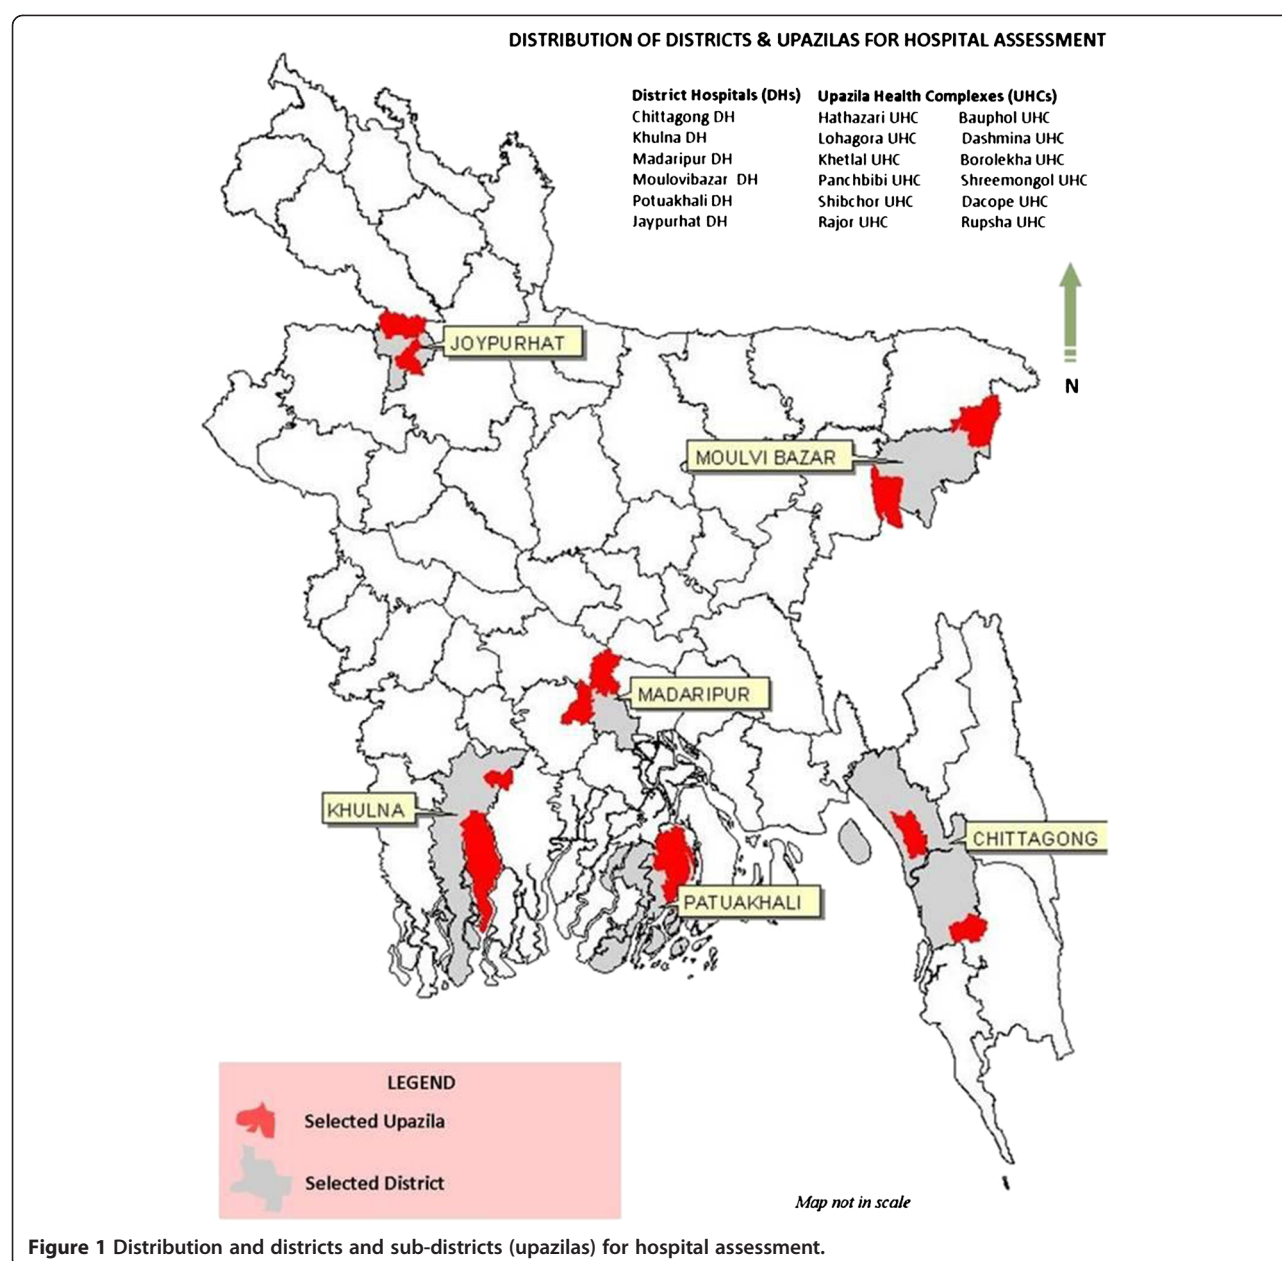 DISTRIBUTION OF DISTRICTS & UPAZILAS FOR HOSPITAL ASSESSMENT
District Hospitals (DHs)
Chittagong DH
Khulna DH
Madaripur DH
Moulovibazar DH
Potuakhali DH
Jaypurhat DH
Upazila Health Complexes (UHCs)
Hathazari UHC Bauphol UHC
Lohagora UHC Dashmina UHC
Khetlal UHC Borolekha UHC
Panchbibi UHC Shreemongol UHC
Shibchor UHC Dacope UHC
Rajor UHC Rupsha UHC
N
JOYPURHAT
MOULVI BAZAR
MADARIPUR
KHULNA
CHITTAGONG
PATUAKHALI
LEGEND
Selected Upazila
Selected District
Map not in scale
Figure 1 Distribution and districts and sub-districts (upazilas) for hospital assessment.